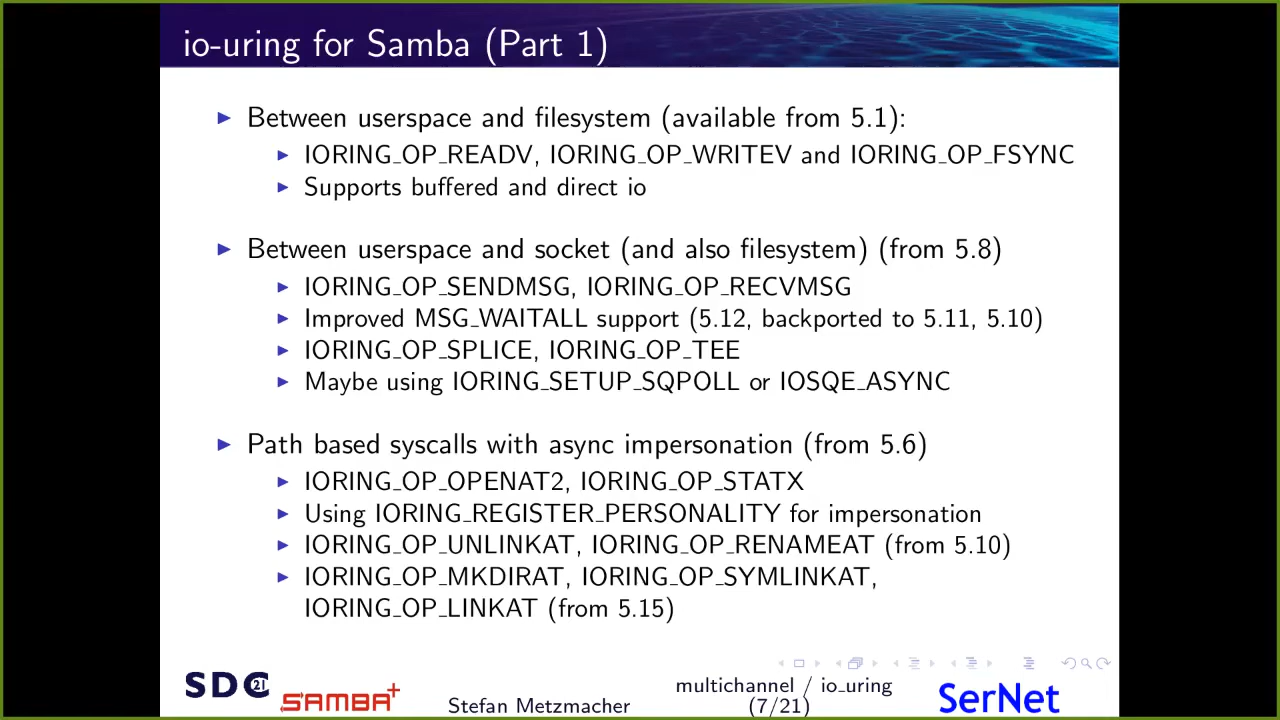 io-uring for Samba (Part 1)
Between userspace and filesystem (available from 5.1):
IORING_OP_READV, IORING_OP_WRITEV and IORING_OP_FSYNC
Supports buffered and direct io
Between userspace and socket (and also filesystem) (from 5.8)
IORING_OP_SENDMSG, IORING_OP_RECVMSG
Improved MSG_WAITALL support (5.12, backported to 5.11, 5.10)
IORING_OP_SPLICE, IORING_OP_TEE
Maybe using IORING_SETUP_SQPOLL or IOSQE_ASYNC
Path based syscalls with async impersonation (from 5.6)
IORING_OP_OPENAT2, IORING_OP_STATX
Using IORING_REGISTER_PERSONALITY for impersonation
IORING_OP_UNLINKAT, IORING_OP_RENAMEAT (from 5.10)
IORING_OP_MKDIRAT, IORING_OP_SYMLINKAT,
IORING_OP_LINKAT (from 5.15)
SDC 21
SAMBA+
Stefan Metzmacher
multichannel / io_uring
(7/21)
SerNet